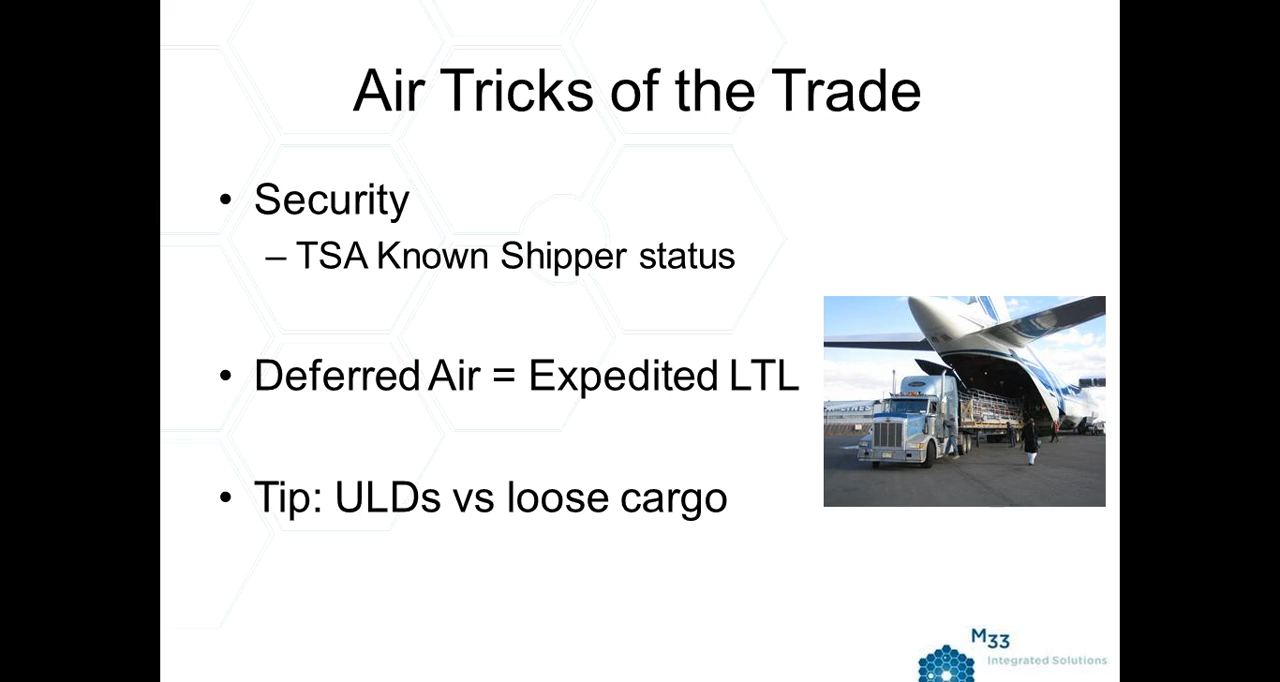 Air Tricks of the Trade
• Security
– TSA Known Shipper status
• Deferred Air = Expedited LTL
• Tip: ULDs vs loose cargo
M33
Integrated Solutions